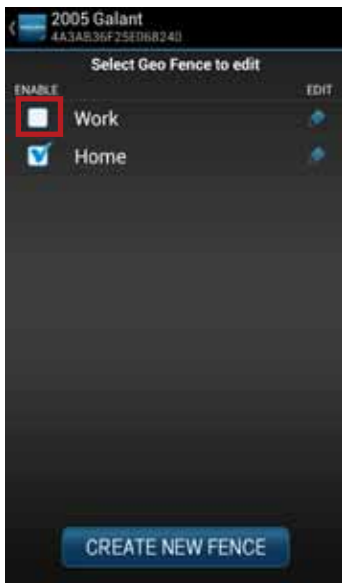 2005 Galant
4A3AB36F25E068240
Select Geo Fence to edit
ENABLE EDIT
Work
Home
CREATE NEW FENCE